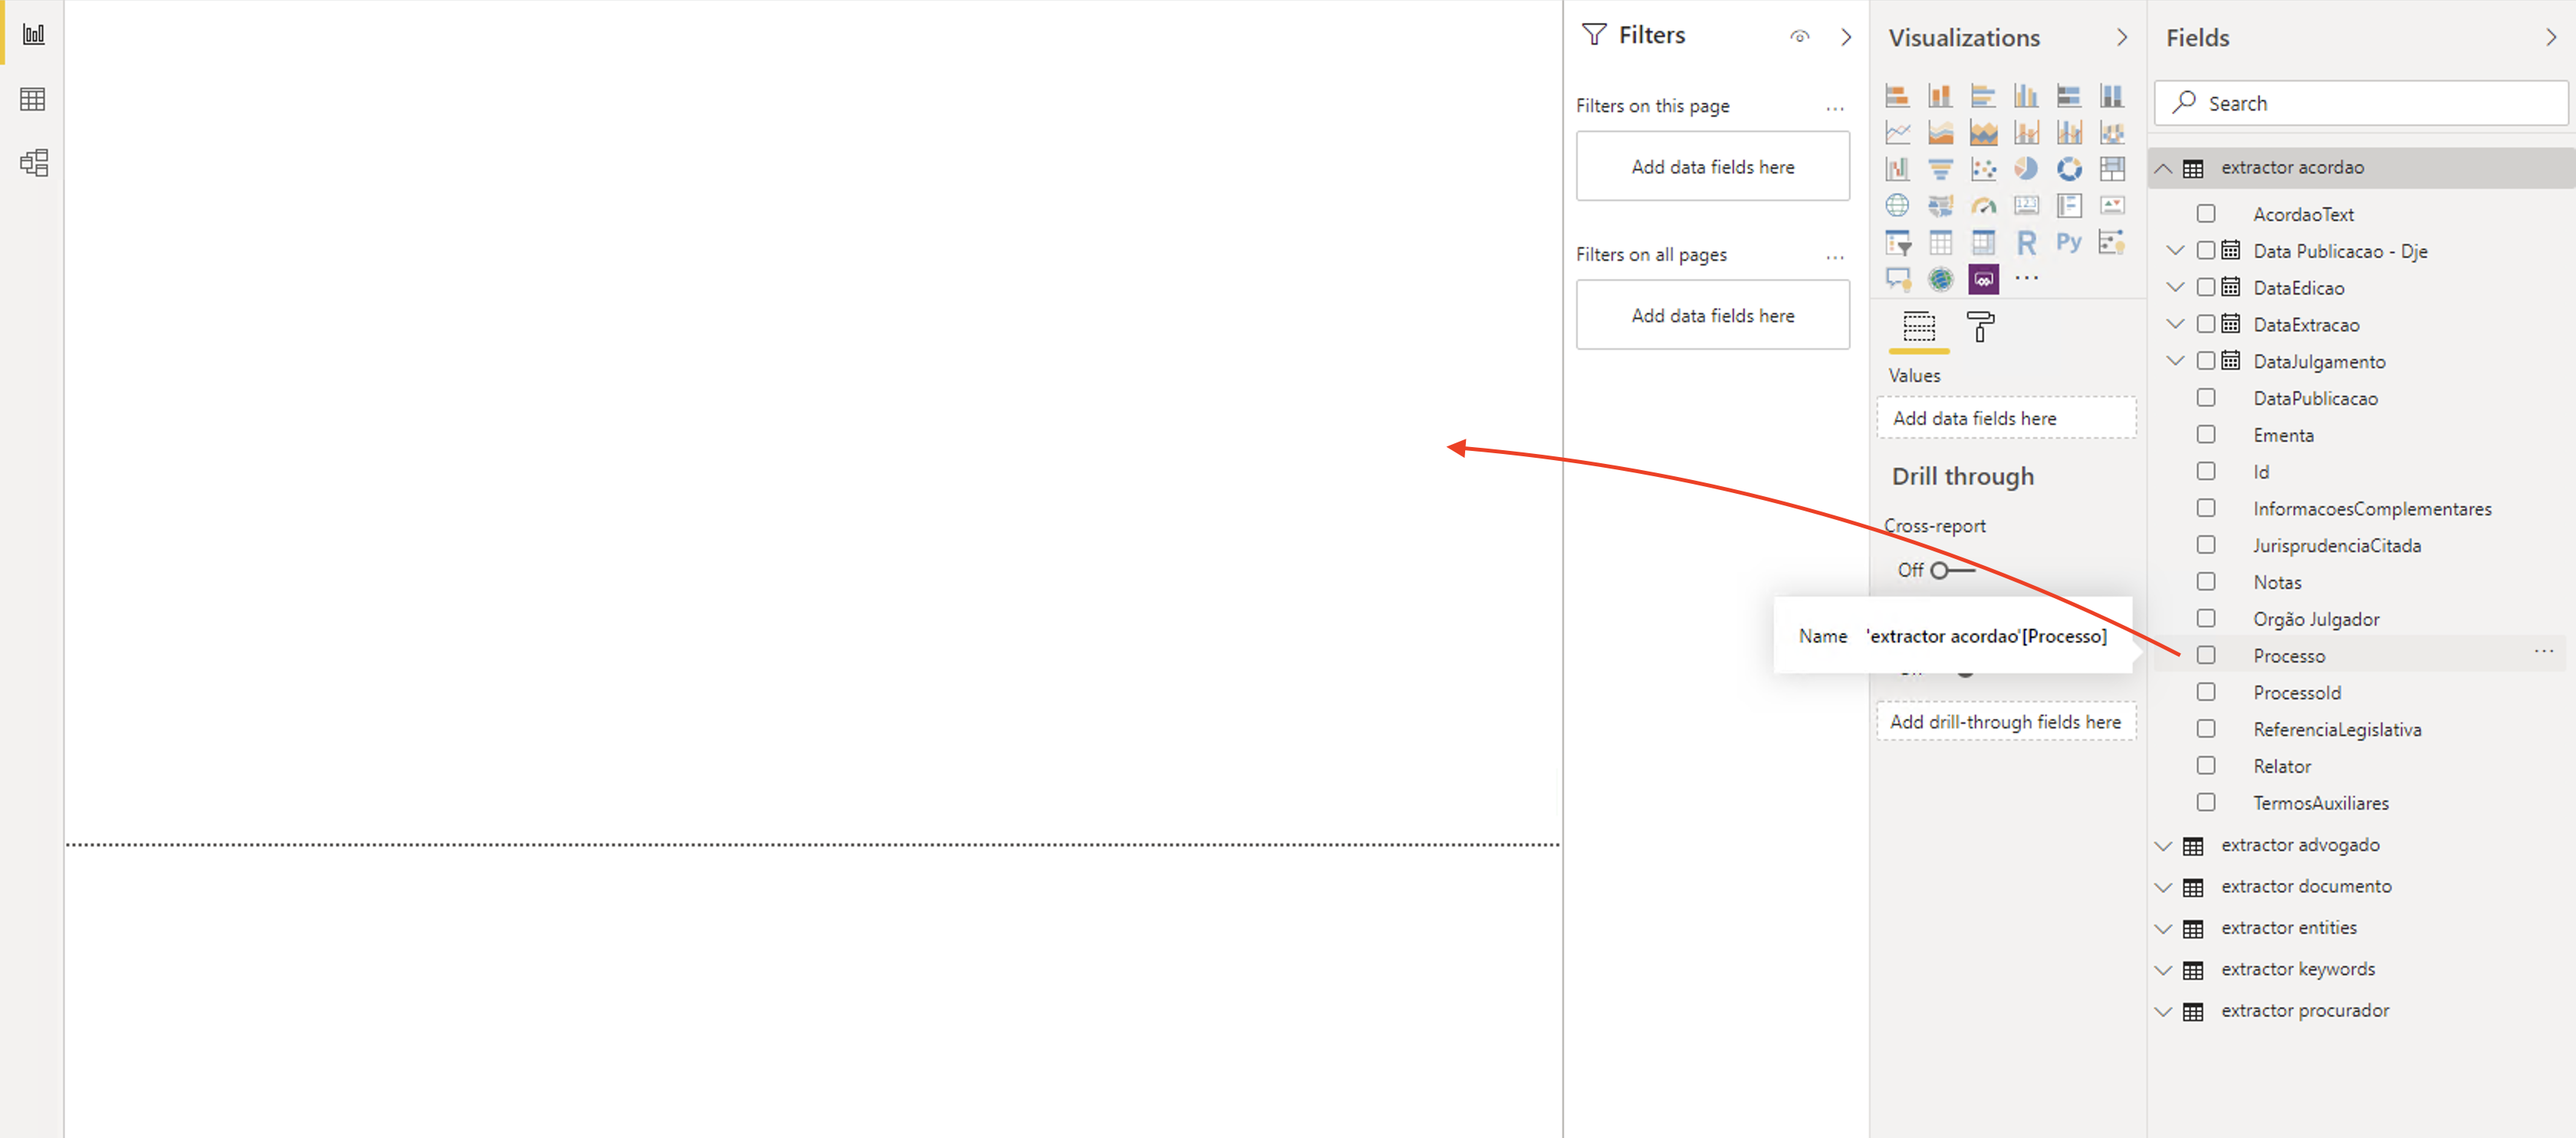 Filters
Filters on this page
...
Add data fields here
Filters on all pages
...
Add data fields here
Visualizations
123
R
Py
...
Values
Add data fields here
Drill through
Cross-report
Off
Name 'extractor acordao'[Processo]
Add drill-through fields here
Fields
Search
extractor acordao
AcordaoText
Data Publicacao - Dje
DataEdicao
DataExtracao
DataJulgamento
DataPublicacao
Ementa
Id
InformacoesComplementares
JurisprudenciaCitada
Notas
Orgão Julgador
Processo
...
ProcessoId
ReferenciaLegislativa
Relator
TermosAuxiliares
extractor advogado
extractor documento
extractor entities
extractor keywords
extractor procurador